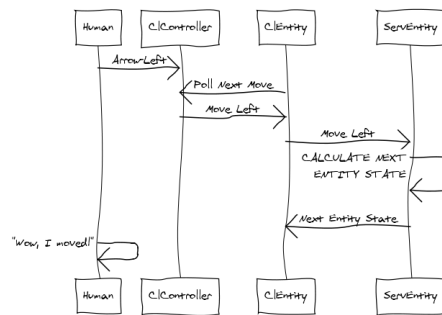 Human ClController ClEntity ServEntity
ArrowLeft
Poll Next Move
Move Left
Move Left
CALCULATE NEXT
ENTITY STATE
Next Entity State
"Wow, I moved!"
Human ClController ClEntity ServEntity